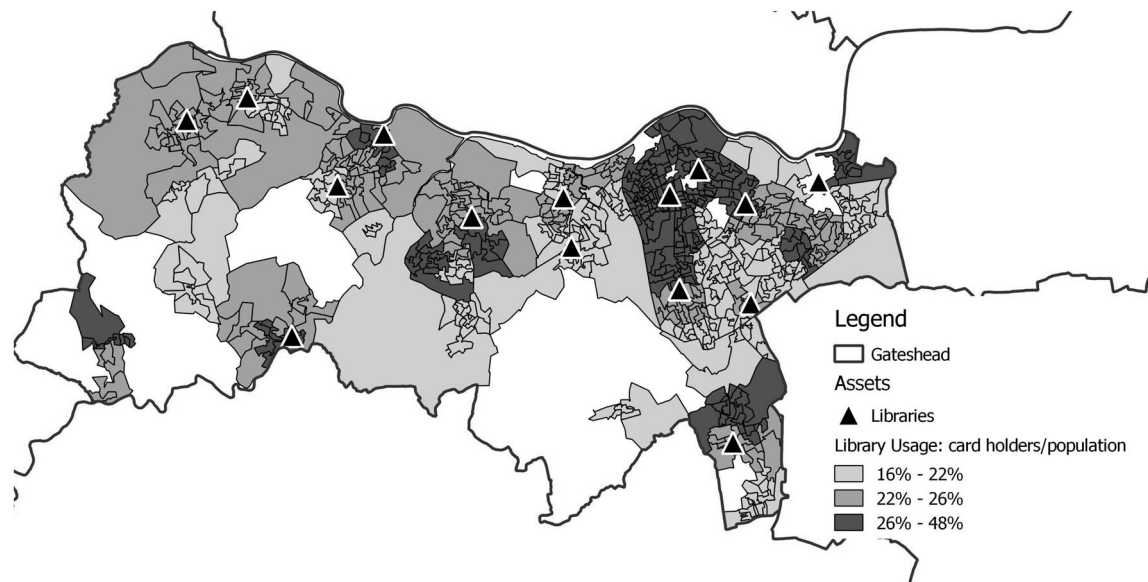 Legend
Gateshead
Assets
Libraries
Library Usage: card holders/population
16% - 22%
22% - 26%
26% - 48%